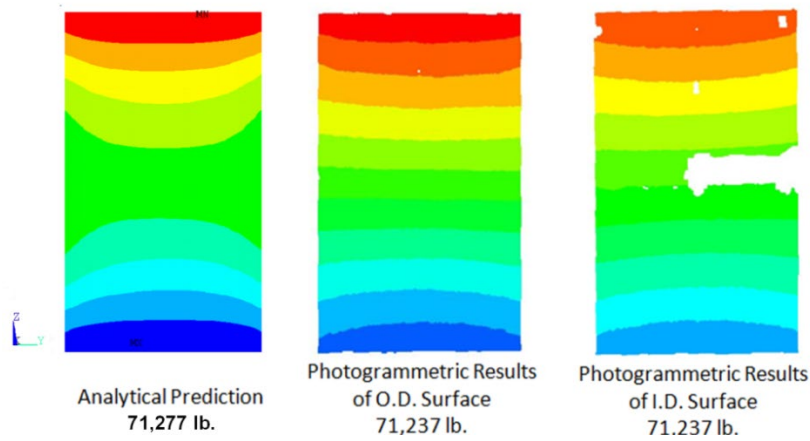 MN
Z
Y
Analytical Prediction
71,277 lb.
Photogrammetric Results
of O.D. Surface
71,237 lb.
Photogrammetric Results
of I.D. Surface
71,237 lb.